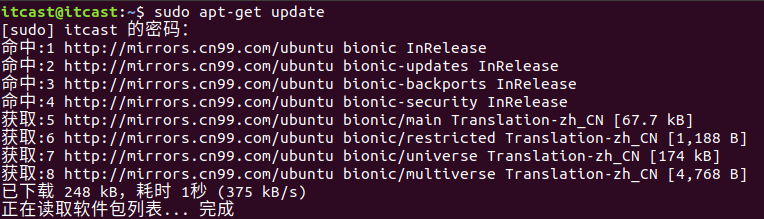 itcast@itcast:~$ sudo apt-get update
[sudo] itcast 的密码：
命中:1 http://mirrors.cn99.com/ubuntu bionic InRelease
命中:2 http://mirrors.cn99.com/ubuntu bionic-updates InRelease
命中:3 http://mirrors.cn99.com/ubuntu bionic-backports InRelease
命中:4 http://mirrors.cn99.com/ubuntu bionic-security InRelease
获取:5 http://mirrors.cn99.com/ubuntu bionic/main Translation-zh_CN [67.7 kB]
获取:6 http://mirrors.cn99.com/ubuntu bionic/restricted Translation-zh_CN [1,188 B]
获取:7 http://mirrors.cn99.com/ubuntu bionic/universe Translation-zh_CN [174 kB]
获取:8 http://mirrors.cn99.com/ubuntu bionic/multiverse Translation-zh_CN [4,768 B]
已下载 248 kB，耗时 1秒 (375 kB/s)
正在读取软件包列表... 完成